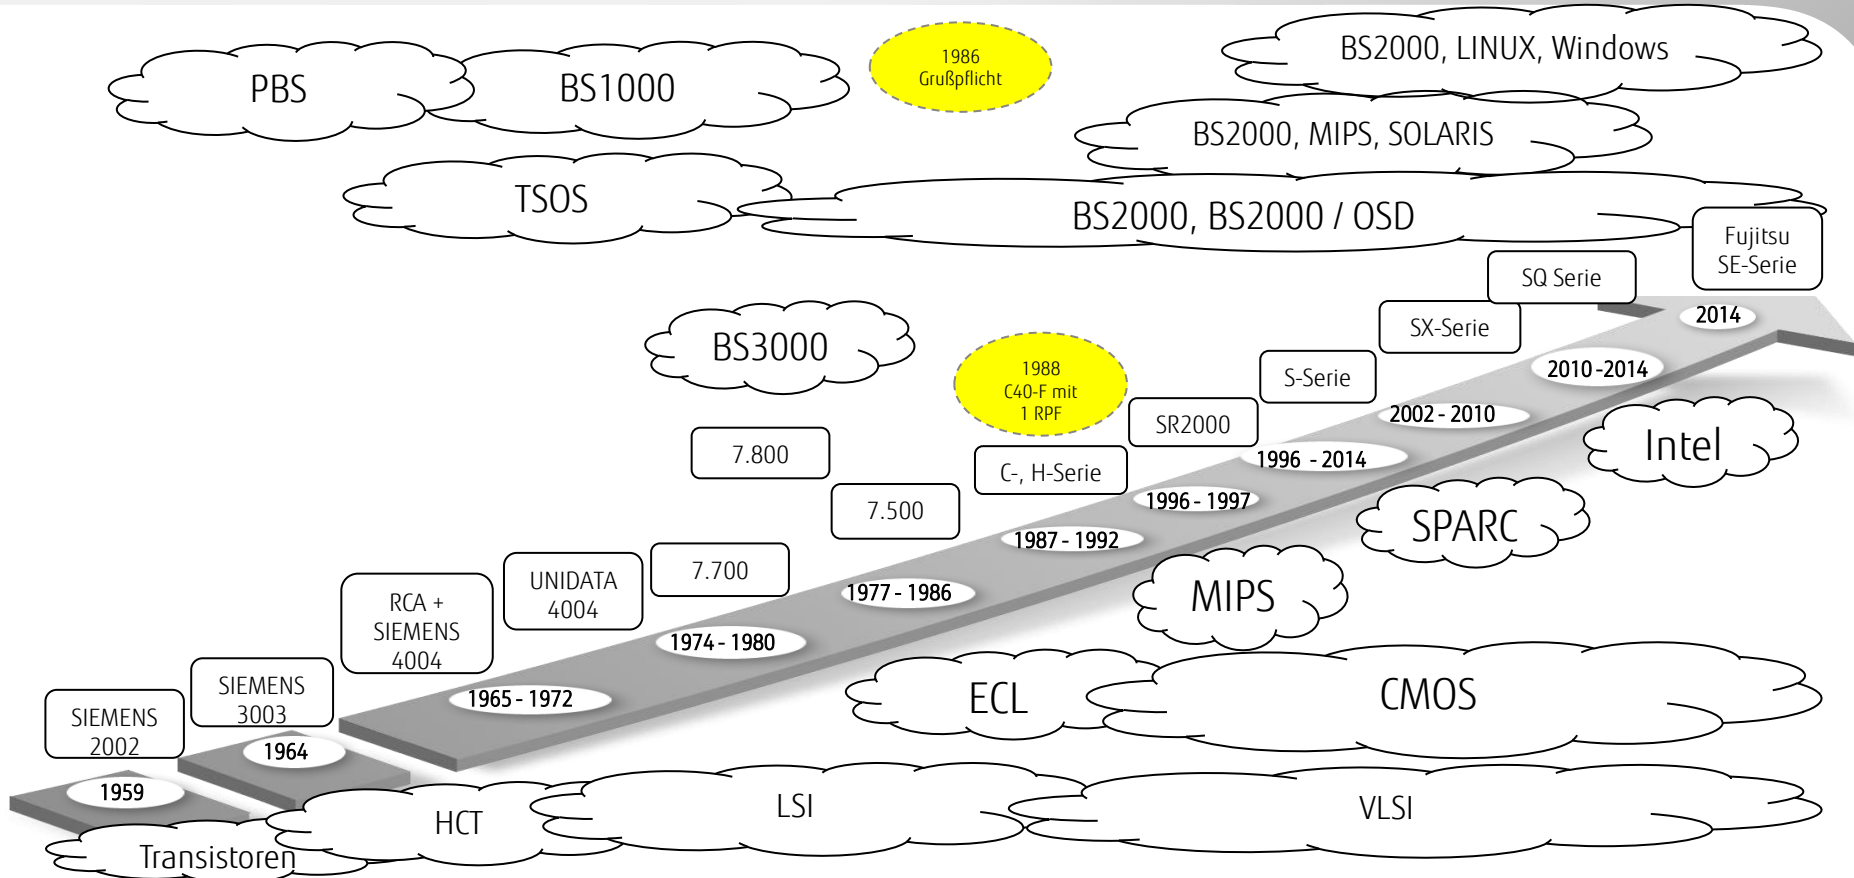 PBS
BS1000
1986
Grußpflicht
BS2000, LINUX, Windows
BS2000, MIPS, SOLARIS
TSOS
BS2000, BS2000 / OSD
Fujitsu
SE-Serie
SQ Serie
SX-Serie
2014
BS3000
1988
C40-F mit
1 RPF
S-Serie
2010 -2014
SR2000
2002 - 2010
Intel
7.800
C-, H-Serie
1996 - 2014
7.500
1996 - 1997
SPARC
1987 - 1992
UNIDATA
4004
7.700
1977 - 1986
MIPS
RCA +
SIEMENS
4004
1974 - 1980
SIEMENS
3003
1965 - 1972
ECL
CMOS
SIEMENS
2002
1964
1959
HCT
LSI
VLSI
Transistoren